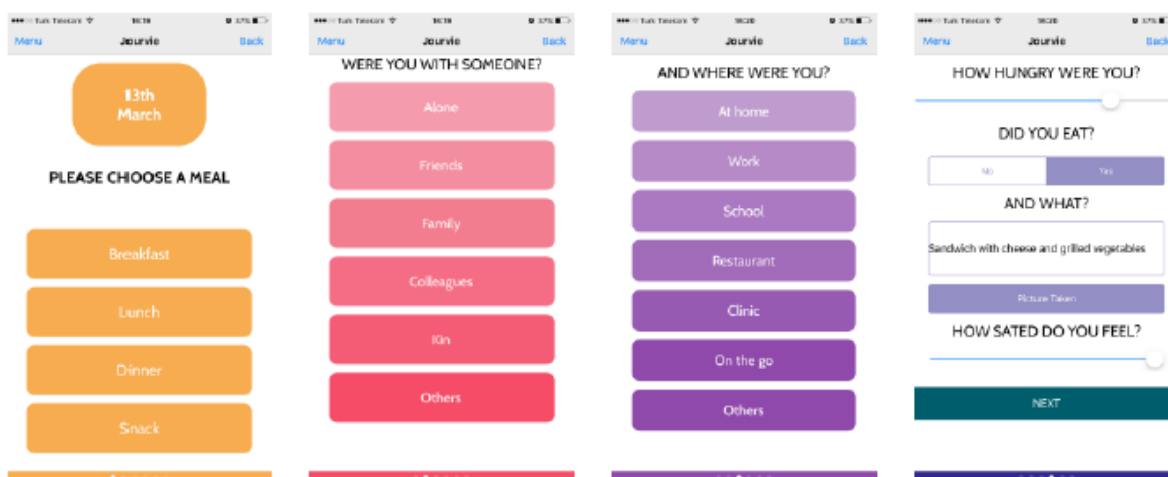 Menu Jourvie Back
13th
March
PLEASE CHOOSE A MEAL
Breakfast
Lunch
Dinner
Snack
Menu Jourvie Back
WERE YOU WITH SOMEONE?
Alone
Friends
Family
Colleagues
Kin
Others
Menu Jourvie Back
AND WHERE WERE YOU?
At home
Work
School
Restaurant
Clinic
On the go
Others
Menu Jourvie Back
HOW HUNGRY WERE YOU?
DID YOU EAT?
No Yes
AND WHAT?
Sandwich with cheese and grilled vegetables
Picture Taken
HOW SATED DO YOU FEEL?
NEXT